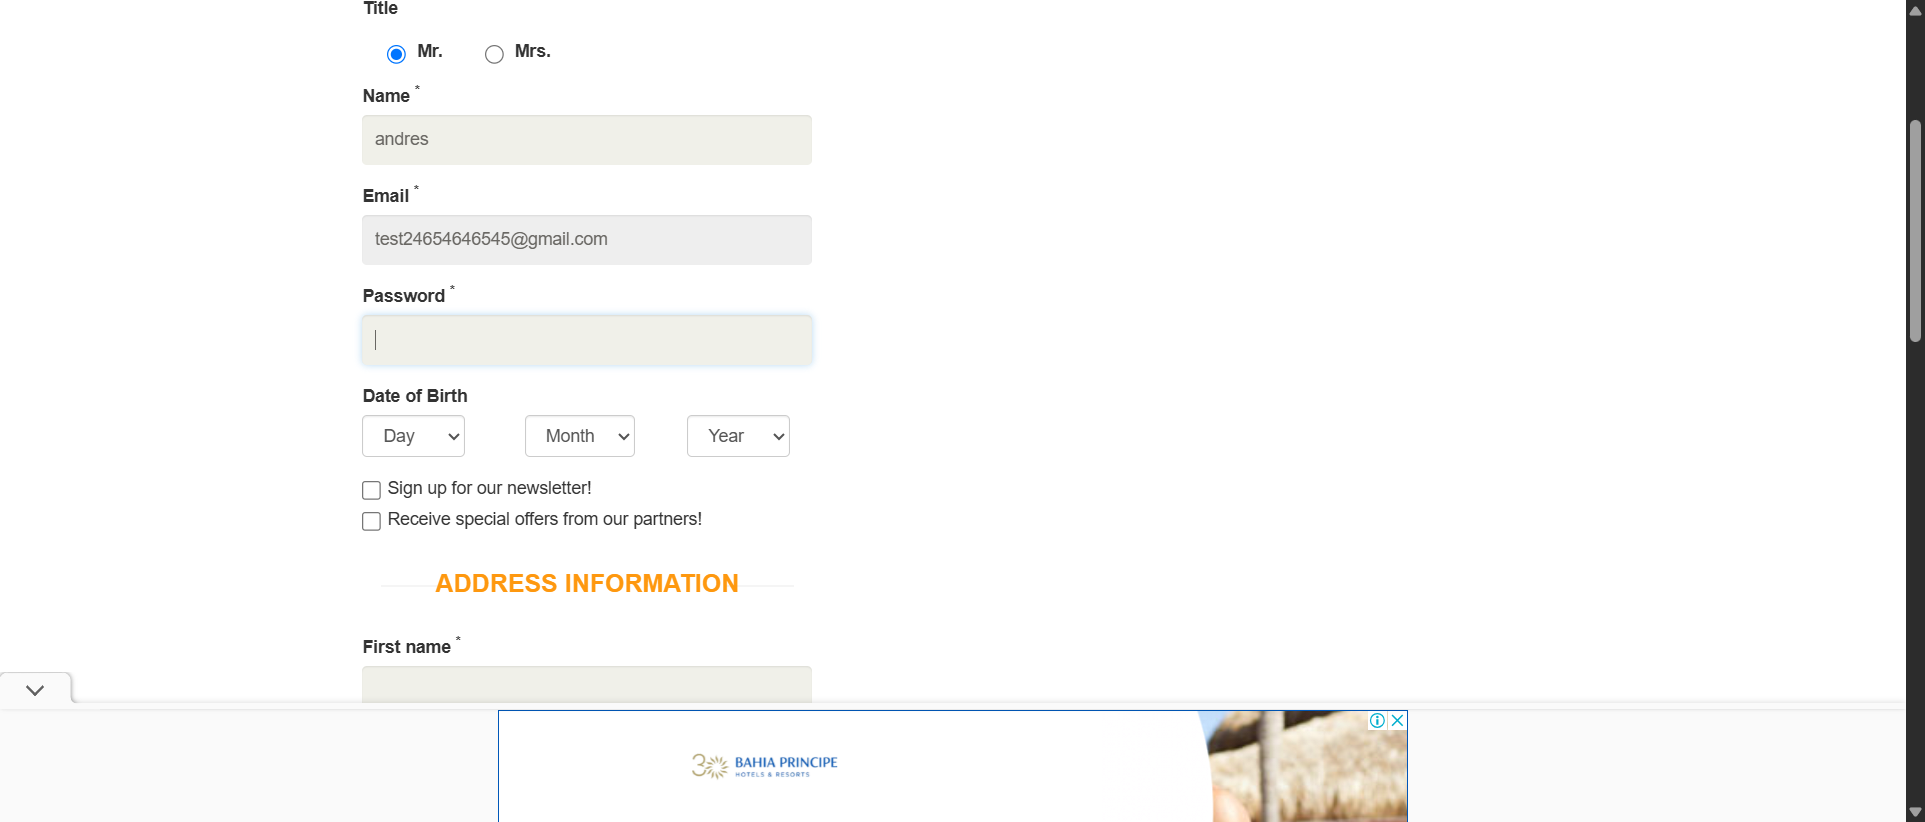 Title
Mr. Mrs.
Name *
andres
Email *
test24654646545@gmail.com
Password *
Date of Birth
Day Month Year
Sign up for our newsletter!
Receive special offers from our partners!
ADDRESS INFORMATION
First name *
30 BAHIA PRINCIPE
HOTELS & RESORTS